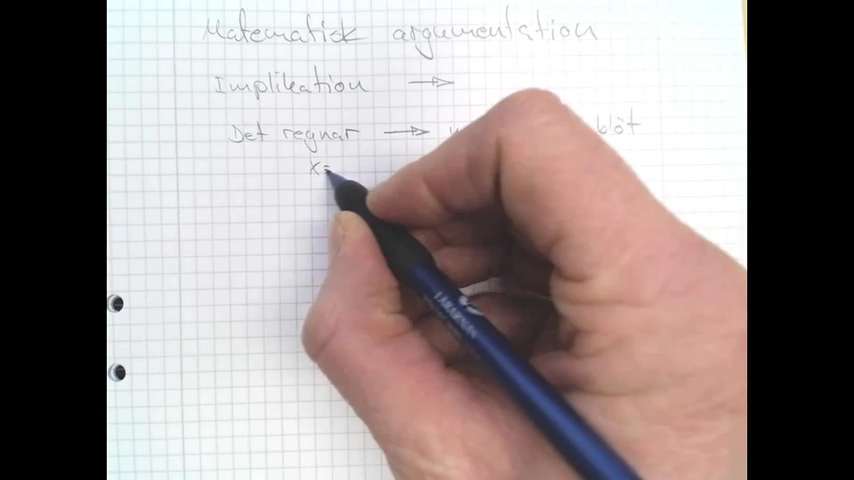 Matematisk argumentation
Implikation →
Det regnar → blöt
x=